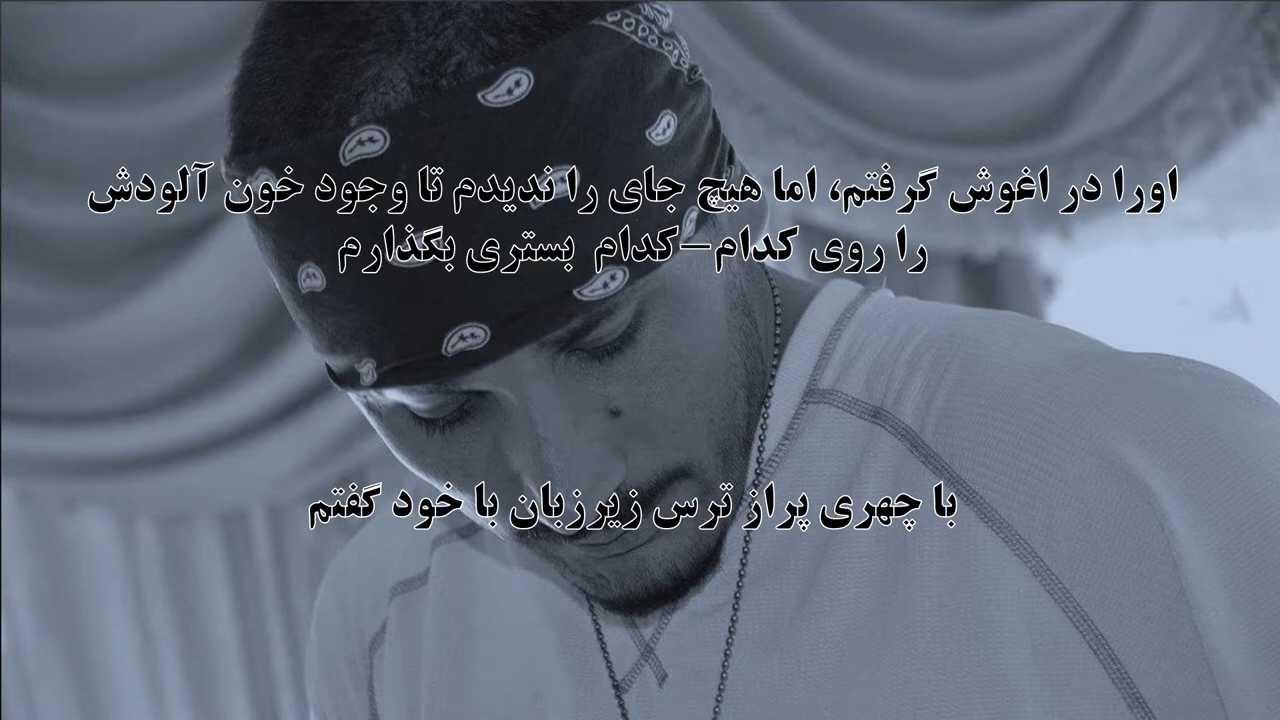 اورا در اغوش گرفتم، اما هیچ جای را ندیدم تا وجود خون آلودش
را روی کدام–کدام بستری بگذارم
با چهری پراز ترس زیرزبان با خود گفتم